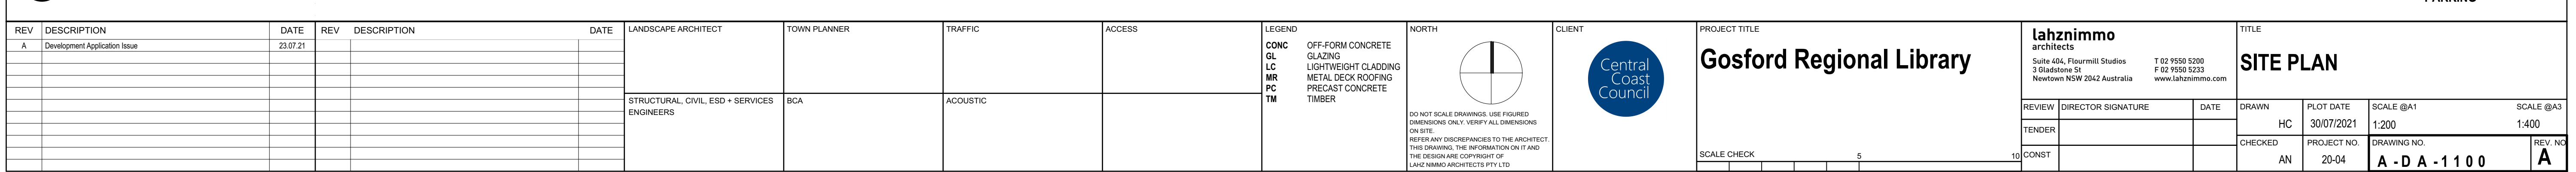 REV DESCRIPTION DATE REV DESCRIPTION DATE
A Development Application Issue 23.07.21
LANDSCAPE ARCHITECT
TOWN PLANNER
TRAFFIC
ACCESS
STRUCTURAL, CIVIL, ESD + SERVICES
ENGINEERS
BCA
ACOUSTIC
LEGEND
CONC OFF-FORM CONCRETE
GL GLAZING
LC LIGHTWEIGHT CLADDING
MR METAL DECK ROOFING
PC PRECAST CONCRETE
TM TIMBER
NORTH
DO NOT SCALE DRAWINGS. USE FIGURED
DIMENSIONS ONLY. VERIFY ALL DIMENSIONS
ON SITE.
REFER ANY DISCREPANCIES TO THE ARCHITECT.
THIS DRAWING, THE INFORMATION ON IT AND
THE DESIGN ARE COPYRIGHT OF
LAHZ NIMMO ARCHITECTS PTY LTD
CLIENT
Central
Coast
Council
PROJECT TITLE
Gosford Regional Library
SCALE CHECK 5 10
lahznimmo
architects
Suite 404, Flourmill Studios T 02 9550 5200
3 Gladstone St F 02 9550 5233
Newtown NSW 2042 Australia www.lahznimmo.com
REVIEW DIRECTOR SIGNATURE DATE
TENDER
CONST
TITLE
SITE PLAN
DRAWN PLOT DATE SCALE @A1 SCALE @A3
HC 30/07/2021 1:200 1:400
CHECKED PROJECT NO. DRAWING NO. REV. NO
AN 20-04 A-DA-1100 A